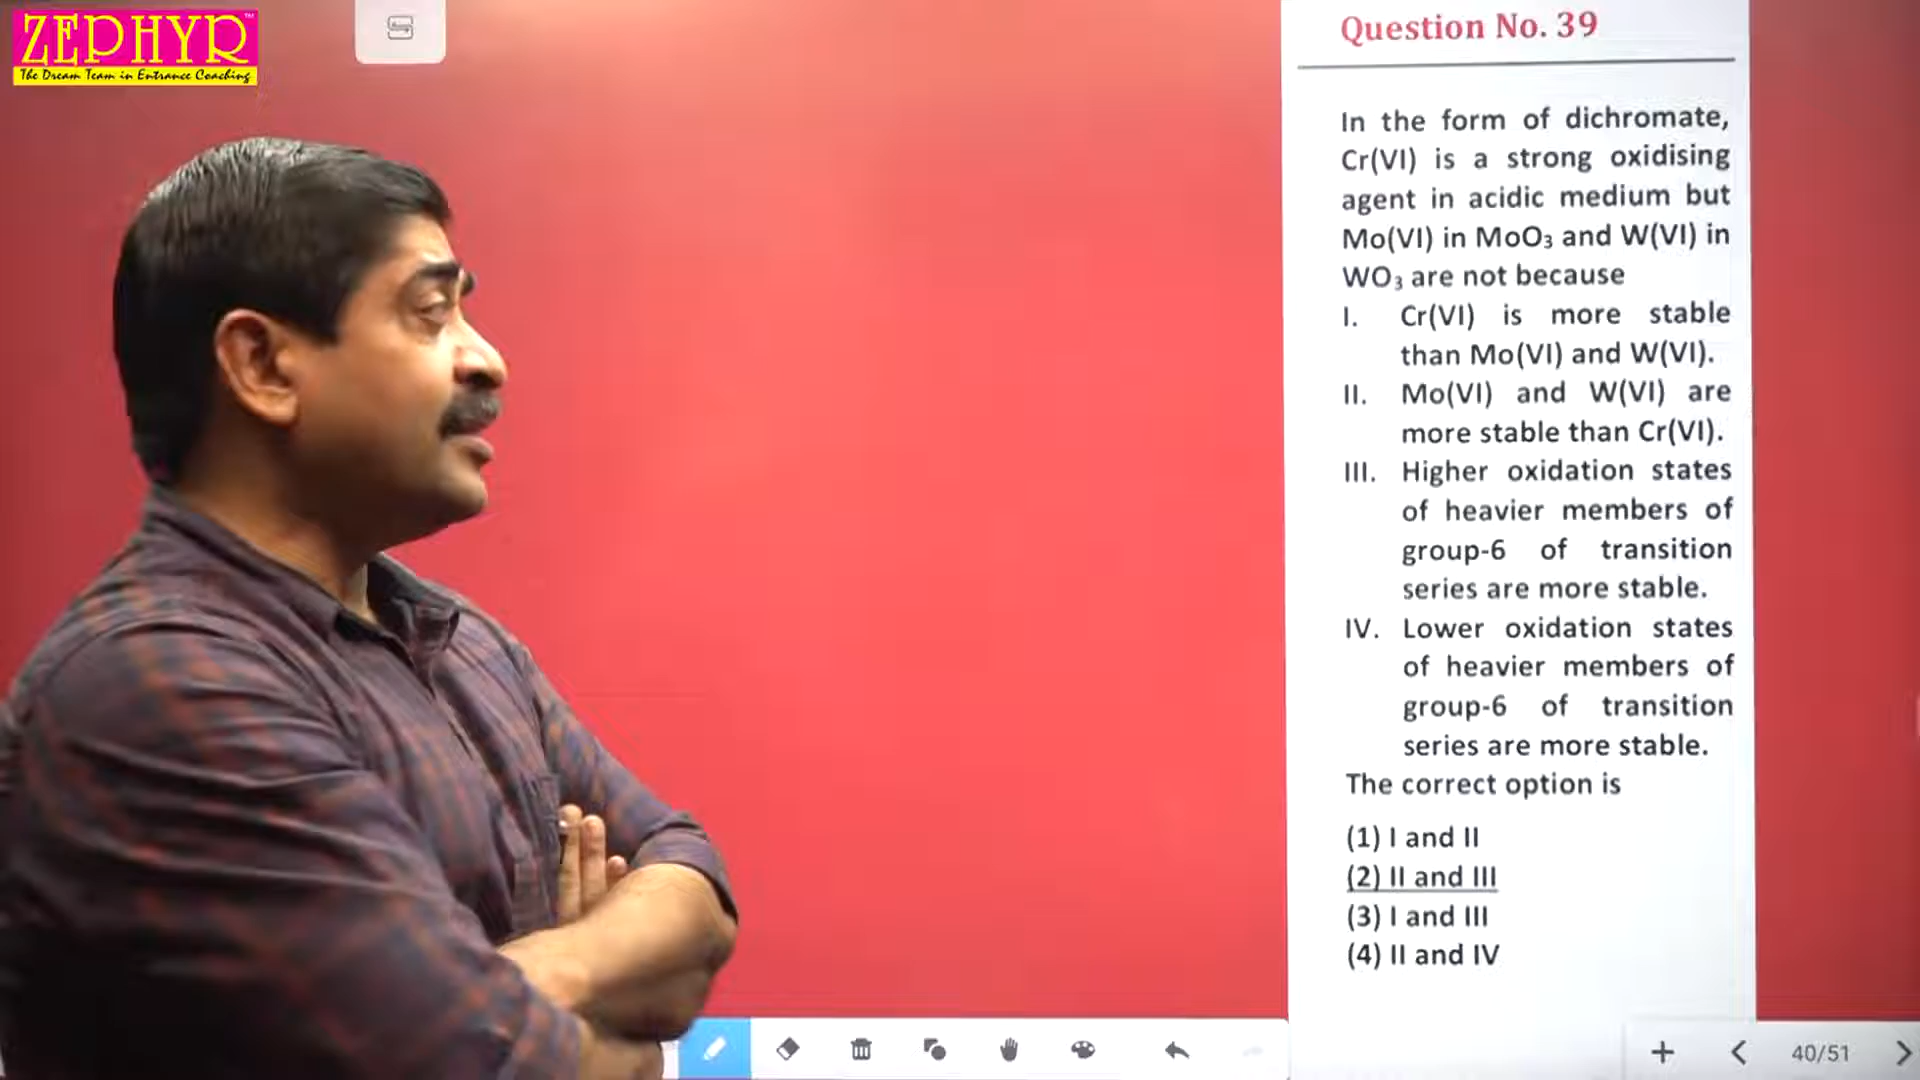 ZEPHYR™
The Dream Team in Entrance Coaching
Question No. 39
In the form of dichromate,
Cr(VI) is a strong oxidising
agent in acidic medium but
Mo(VI) in MoO₃ and W(VI) in
WO₃ are not because
I. Cr(VI) is more stable
than Mo(VI) and W(VI).
II. Mo(VI) and W(VI) are
more stable than Cr(VI).
III. Higher oxidation states
of heavier members of
group-6 of transition
series are more stable.
IV. Lower oxidation states
of heavier members of
group-6 of transition
series are more stable.
The correct option is
(1) I and II
(2) II and III
(3) I and III
(4) II and IV
40/51